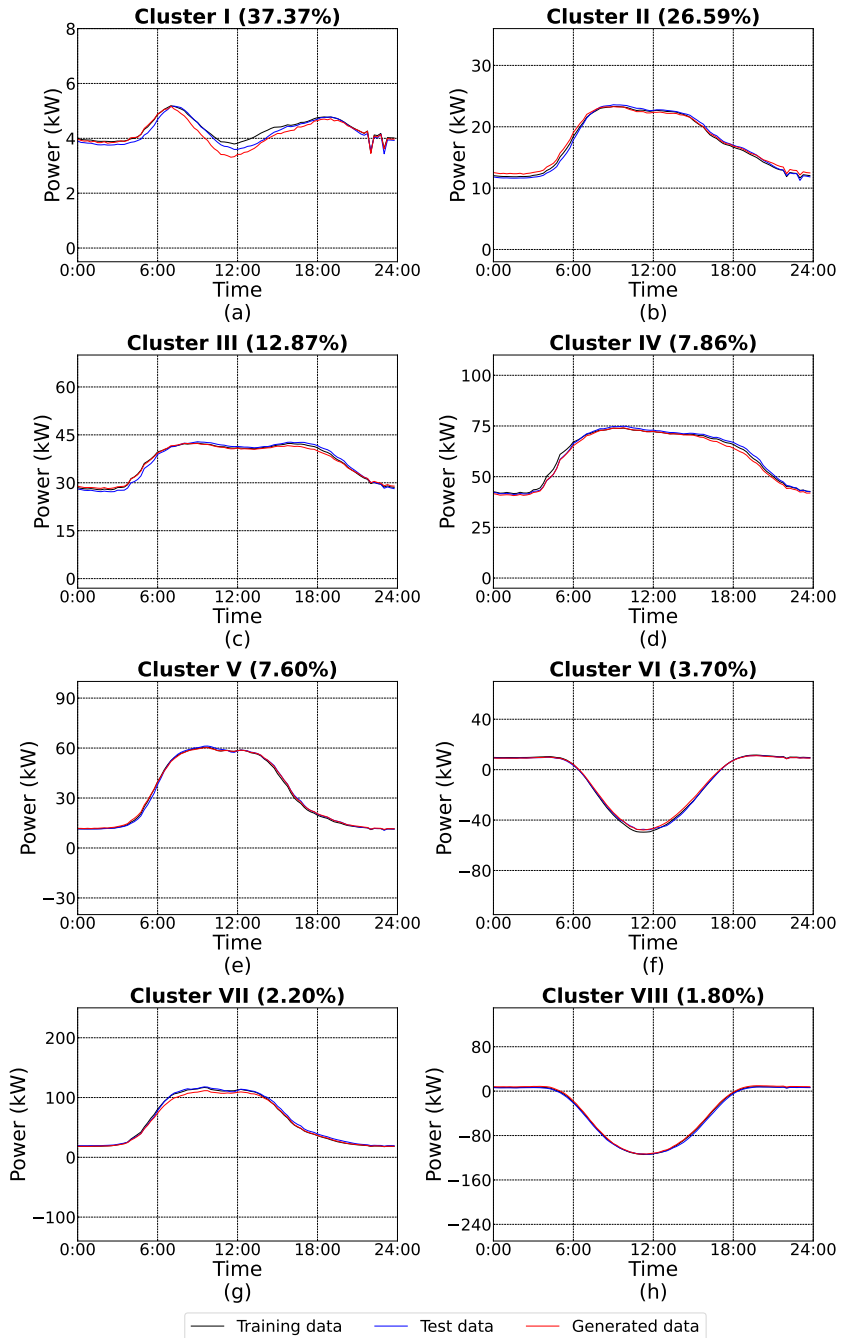 Cluster I (37.37%)
Power (kW)
8
6
4
2
0
0:00 6:00 12:00 18:00 24:00
Time
(a)
Cluster II (26.59%)
Power (kW)
30
20
10
0
0:00 6:00 12:00 18:00 24:00
Time
(b)
Cluster III (12.87%)
Power (kW)
60
45
30
15
0
0:00 6:00 12:00 18:00 24:00
Time
(c)
Cluster IV (7.86%)
Power (kW)
100
75
50
25
0
0:00 6:00 12:00 18:00 24:00
Time
(d)
Cluster V (7.60%)
Power (kW)
90
60
30
0
−30
0:00 6:00 12:00 18:00 24:00
Time
(e)
Cluster VI (3.70%)
Power (kW)
40
0
−40
−80
0:00 6:00 12:00 18:00 24:00
Time
(f)
Cluster VII (2.20%)
Power (kW)
200
100
0
−100
0:00 6:00 12:00 18:00 24:00
Time
(g)
Cluster VIII (1.80%)
Power (kW)
80
0
−80
−160
−240
0:00 6:00 12:00 18:00 24:00
Time
(h)
Training data Test data Generated data